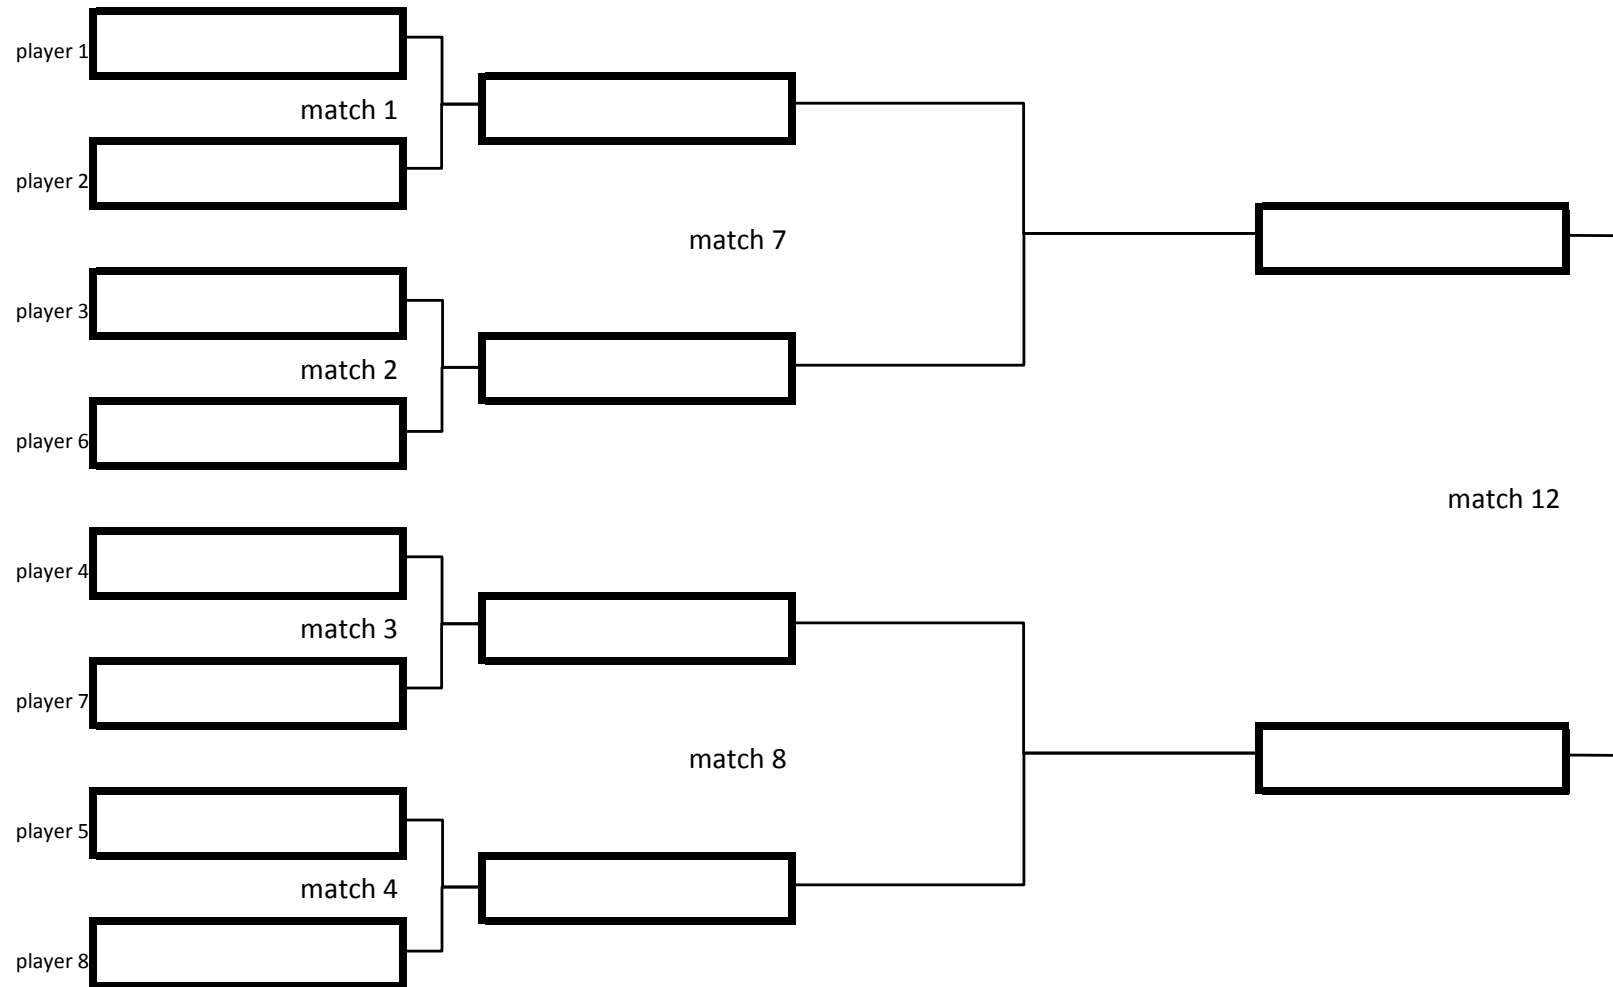 player 1
match 1
player 2
match 7
player 3
match 2
player 6
match 12
player 4
match 3
player 7
match 8
player 5
match 4
player 8